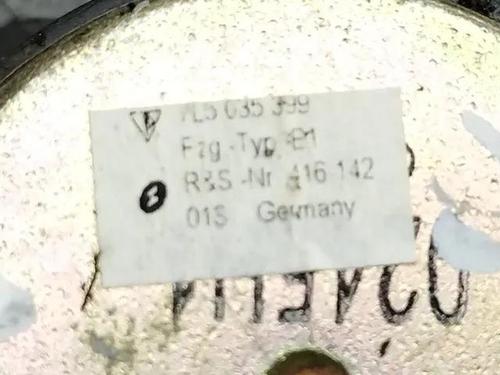 7L5 035 399
Fzg.-Typ E1
R&S-Nr 416 142
01S Germany